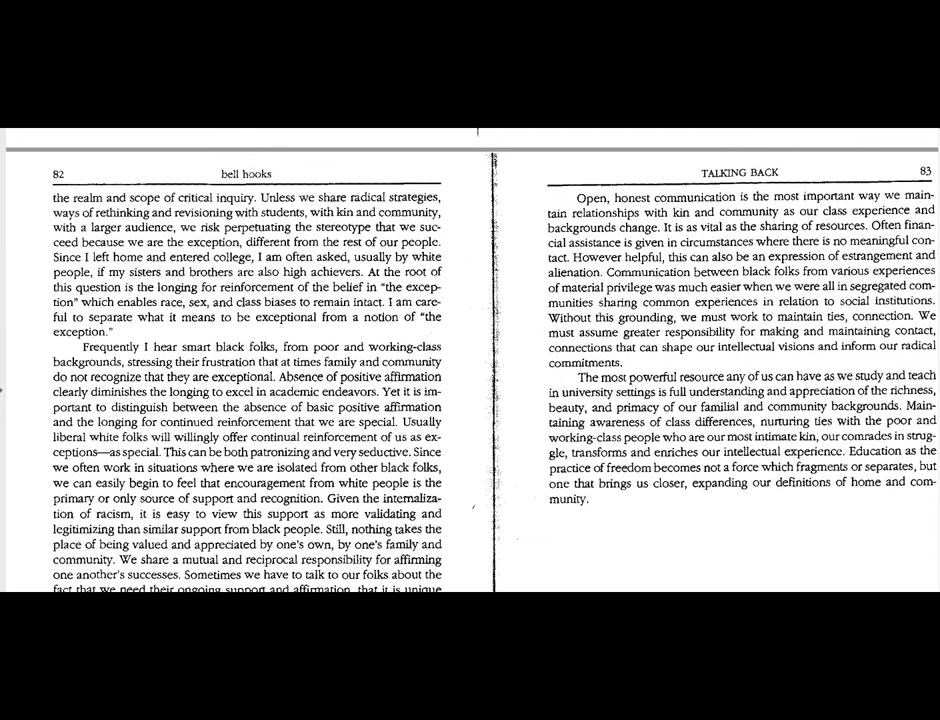 82
bell hooks
the realm and scope of critical inquiry. Unless we share radical strategies,
ways of rethinking and revisioning with students, with kin and community,
with a larger audience, we risk perpetuating the stereotype that we suc-
ceed because we are the exception, different from the rest of our people.
Since I left home and entered college, I am often asked, usually by white
people, if my sisters and brothers are also high achievers. At the root of
this question is the longing for reinforcement of the belief in "the excep-
tion" which enables race, sex, and class biases to remain intact. I am care-
ful to separate what it means to be exceptional from a notion of "the
exception."
Frequently I hear smart black folks, from poor and working-class
backgrounds, stressing their frustration that at times family and community
do not recognize that they are exceptional. Absence of positive affirmation
clearly diminishes the longing to excel in academic endeavors. Yet it is im-
portant to distinguish between the absence of basic positive affirmation
and the longing for continued reinforcement that we are special. Usually
liberal white folks will willingly offer continual reinforcement of us as ex-
ceptions—as special. This can be both patronizing and very seductive. Since
we often work in situations where we are isolated from other black folks,
we can easily begin to feel that encouragement from white people is the
primary or only source of support and recognition. Given the internaliza-
tion of racism, it is easy to view this support as more validating and
legitimizing than similar support from black people. Still, nothing takes the
place of being valued and appreciated by one's own, by one's family and
community. We share a mutual and reciprocal responsibility for affirming
one another's successes. Sometimes we have to talk to our folks about the
fact that we need their ongoing support and affirmation, that it is unique
TALKING BACK
83
Open, honest communication is the most important way we main-
tain relationships with kin and community as our class experience and
backgrounds change. It is as vital as the sharing of resources. Often finan-
cial assistance is given in circumstances where there is no meaningful con-
tact. However helpful, this can also be an expression of estrangement and
alienation. Communication between black folks from various experiences
of material privilege was much easier when we were all in segregated com-
munities sharing common experiences in relation to social institutions.
Without this grounding, we must work to maintain ties, connection. We
must assume greater responsibility for making and maintaining contact,
connections that can shape our intellectual visions and inform our radical
commitments.
The most powerful resource any of us can have as we study and teach
in university settings is full understanding and appreciation of the richness,
beauty, and primacy of our familial and community backgrounds. Main-
taining awareness of class differences, nurturing ties with the poor and
working-class people who are our most intimate kin, our comrades in strug-
gle, transforms and enriches our intellectual experience. Education as the
practice of freedom becomes not a force which fragments or separates, but
one that brings us closer, expanding our definitions of home and com-
munity.